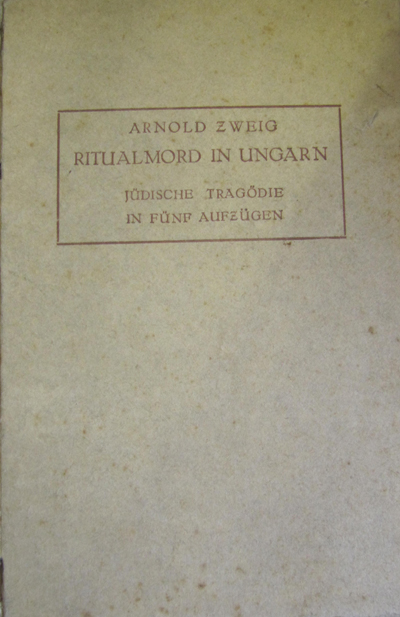 ARNOLD ZWEIG
RITUALMORD IN UNGARN
JÜDISCHE TRAGÖDIE
IN FÜNF AUFZÜGEN